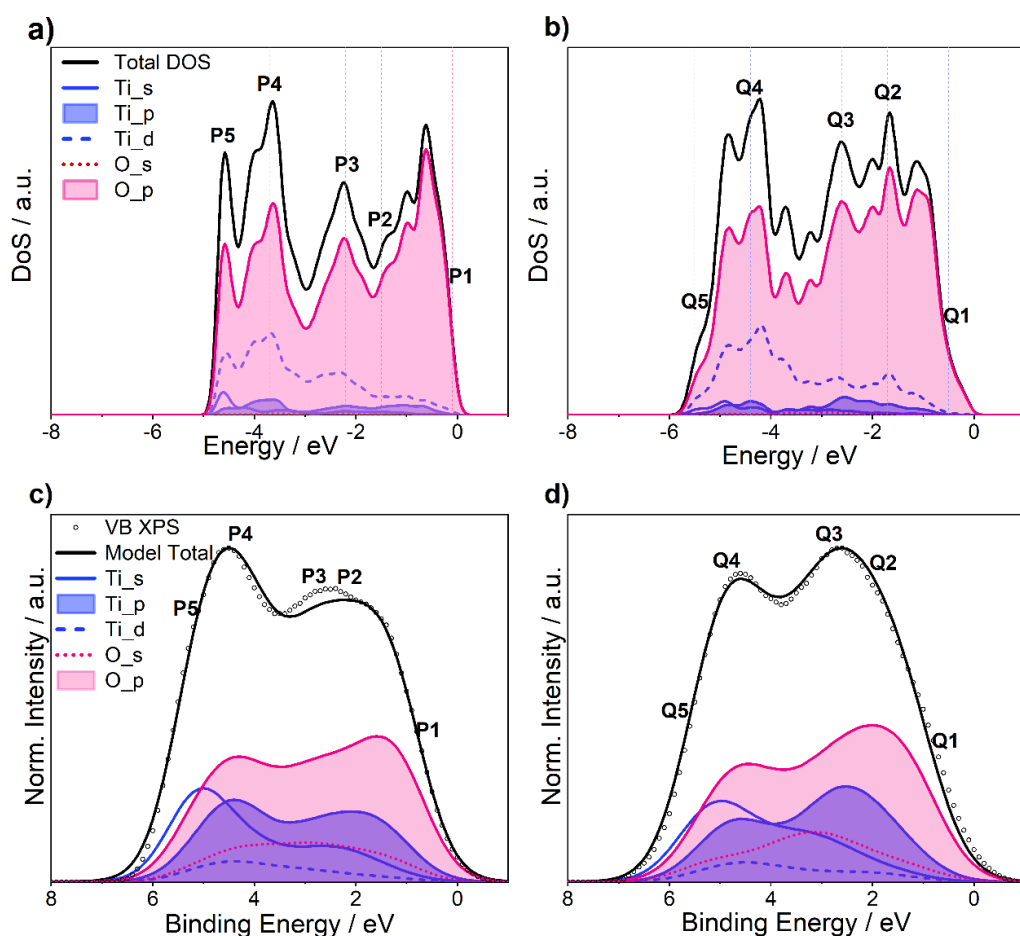 a)
Total DOS
Ti_s
Ti_p
Ti_d
O_s
O_p
P5
P4
P3
P2
P1
DoS / a.u.
-8
-6
-4
-2
0
Energy / eV
b)
Q5
Q4
Q3
Q2
Q1
DoS / a.u.
-8
-6
-4
-2
0
Energy / eV
c)
VB XPS
Model Total
Ti_s
Ti_p
Ti_d
O_s
O_p
P5
P4
P3
P2
P1
Norm. Intensity / a.u.
8
6
4
2
0
Binding Energy / eV
d)
Q5
Q4
Q3
Q2
Q1
Norm. Intensity / a.u.
8
6
4
2
0
Binding Energy / eV